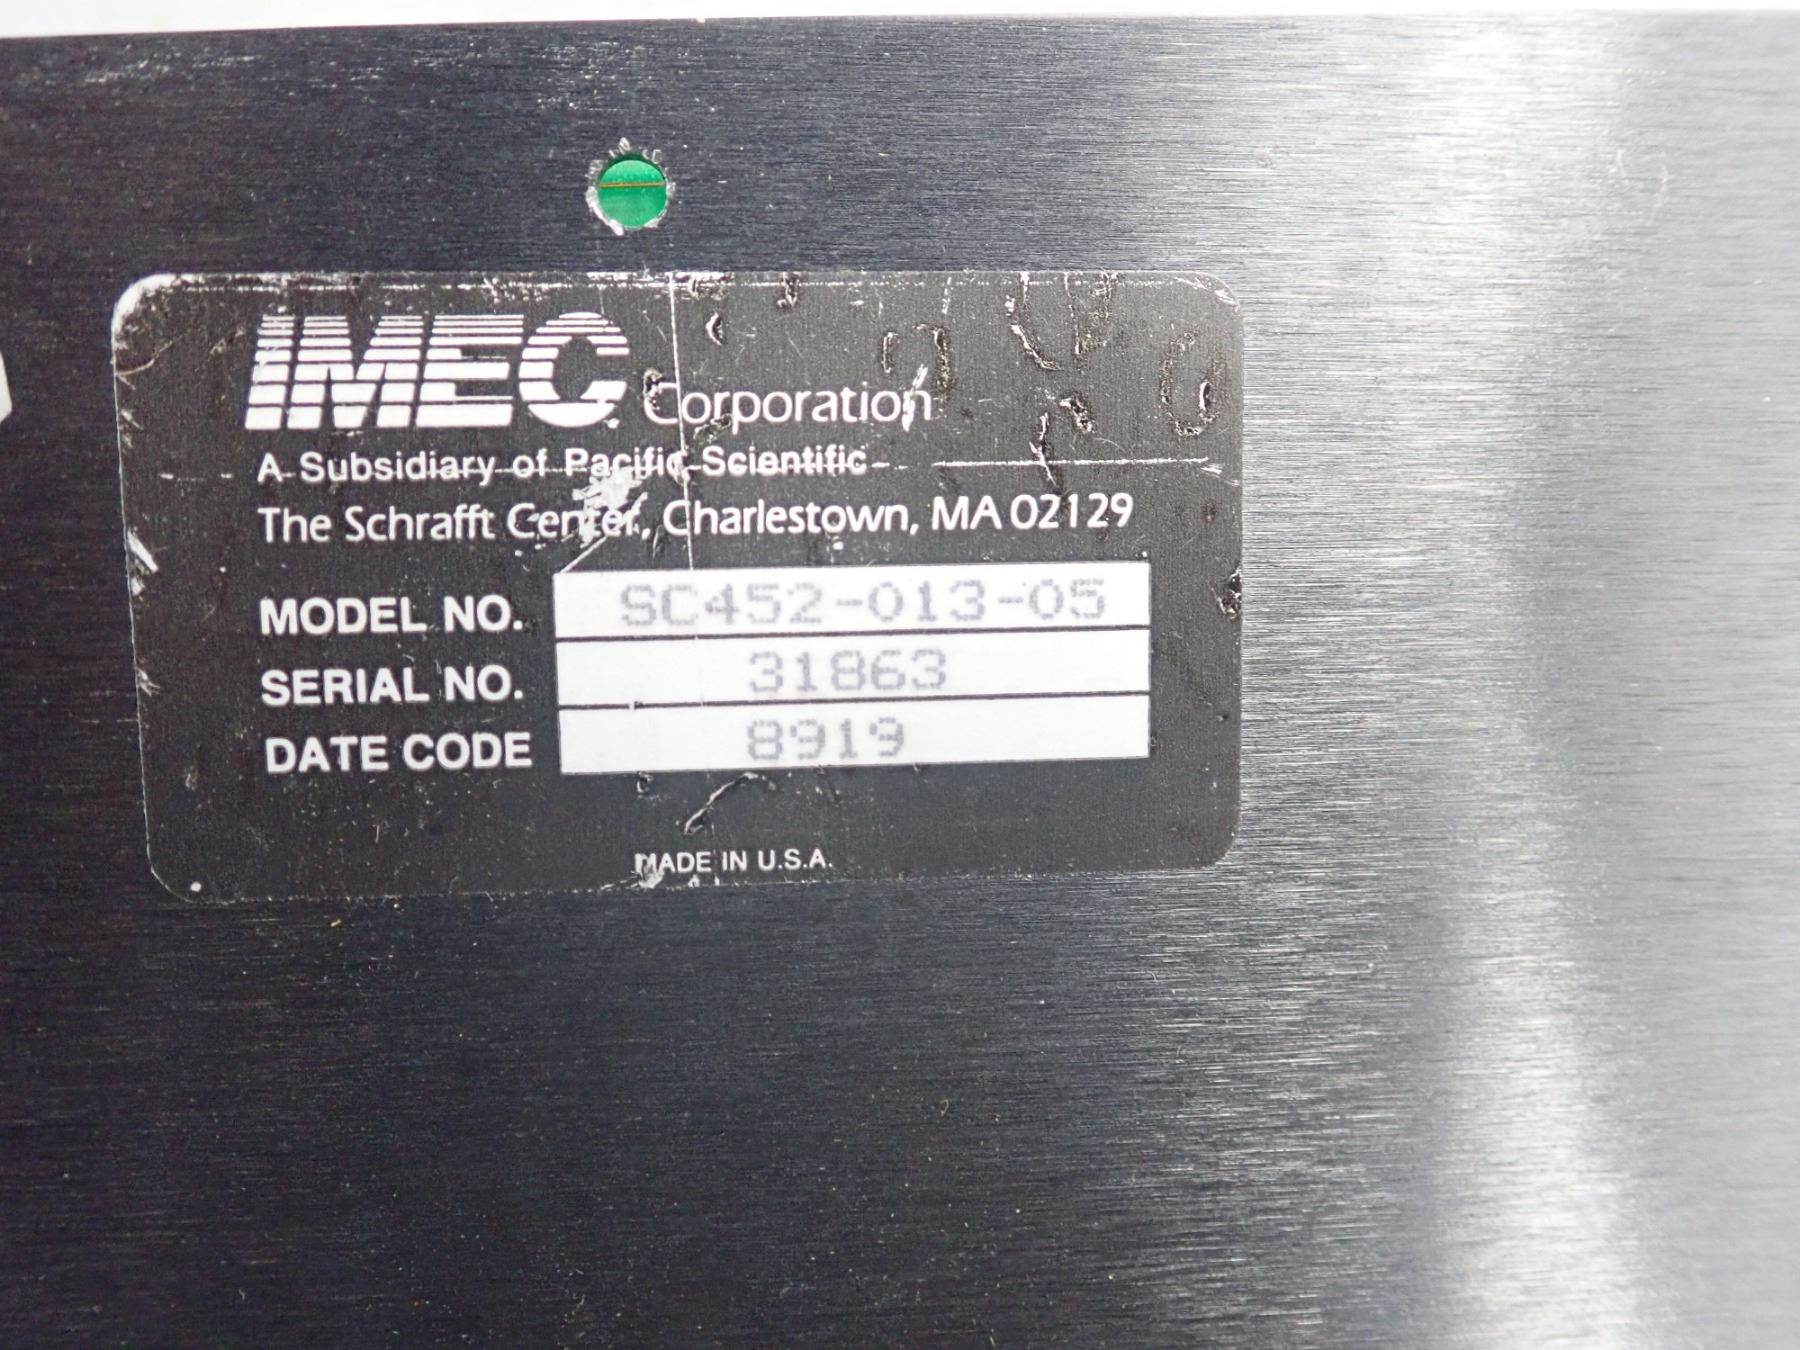 IMEC Corporation
A Subsidiary of Pacific Scientific
The Schrafft Center, Charlestown, MA 02129
MODEL NO. SC452-013-05
SERIAL NO. 31863
DATE CODE 8919
MADE IN U.S.A.